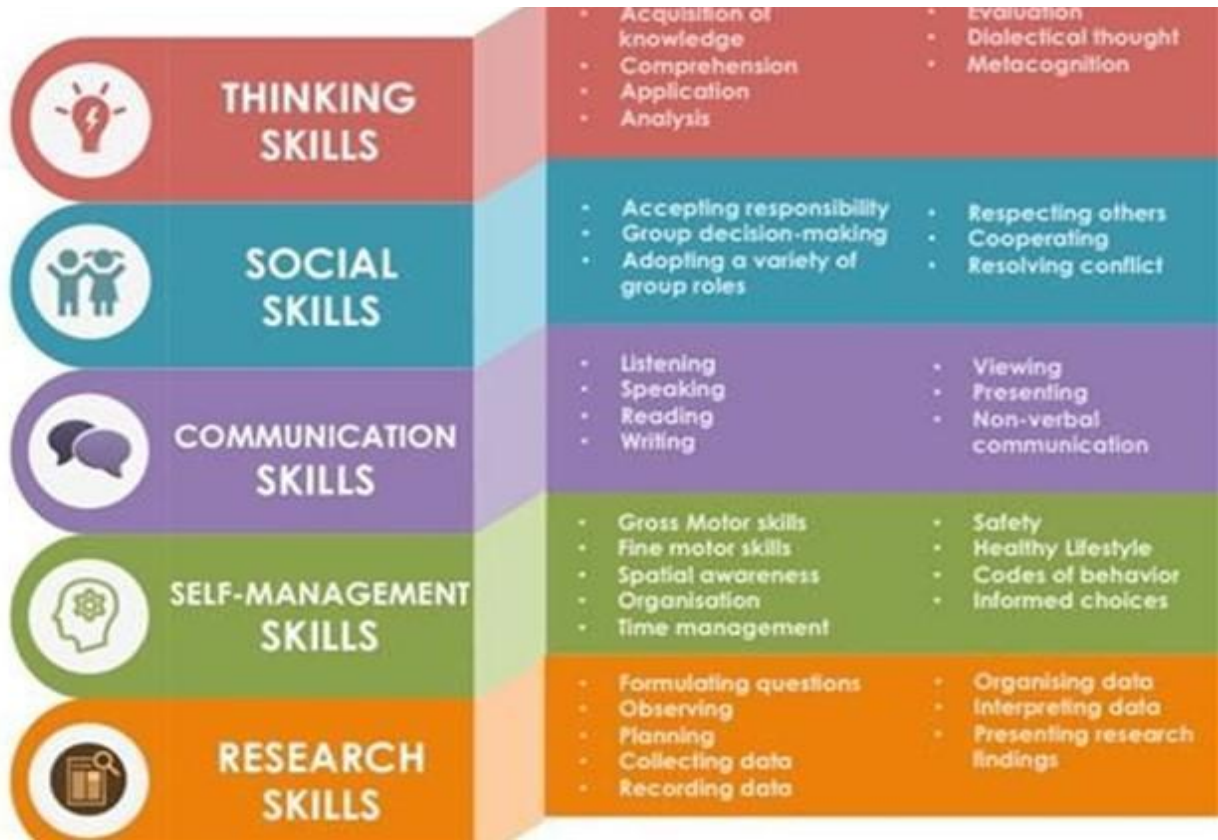 THINKING
SKILLS
Acquisition of
knowledge
Comprehension
Application
Analysis
Evaluation
Dialectical thought
Metacognition
SOCIAL
SKILLS
Accepting responsibility
Group decision-making
Adopting a variety of
group roles
Respecting others
Cooperating
Resolving conflict
COMMUNICATION
SKILLS
Listening
Speaking
Reading
Writing
Viewing
Presenting
Non-verbal
communication
SELF-MANAGEMENT
SKILLS
Gross Motor skills
Fine motor skills
Spatial awareness
Organisation
Time management
Safety
Healthy Lifestyle
Codes of behavior
Informed choices
RESEARCH
SKILLS
Formulating questions
Observing
Planning
Collecting data
Recording data
Organising data
Interpreting data
Presenting research
findings